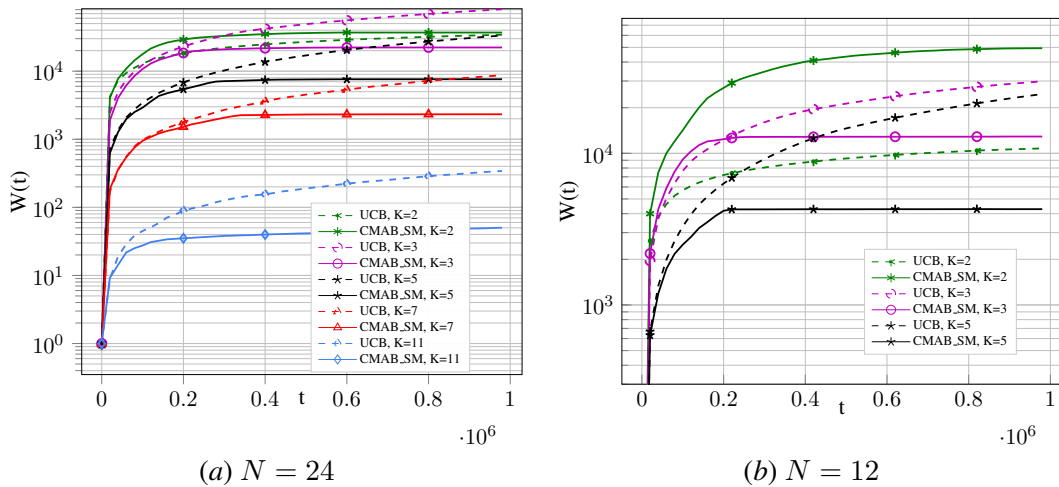 10^4
10^3
10^2
10^1
10^0
W(t)
UCB, K=2
CMAB_SM, K=2
UCB, K=3
CMAB_SM, K=3
UCB, K=5
CMAB_SM, K=5
UCB, K=7
CMAB_SM, K=7
UCB, K=11
CMAB_SM, K=11
0 0.2 0.4 0.6 0.8 1
t
·10^6
(a) N = 24
10^4
10^3
W(t)
UCB, K=2
CMAB_SM, K=2
UCB, K=3
CMAB_SM, K=3
UCB, K=5
CMAB_SM, K=5
0 0.2 0.4 0.6 0.8 1
t
·10^6
(b) N = 12